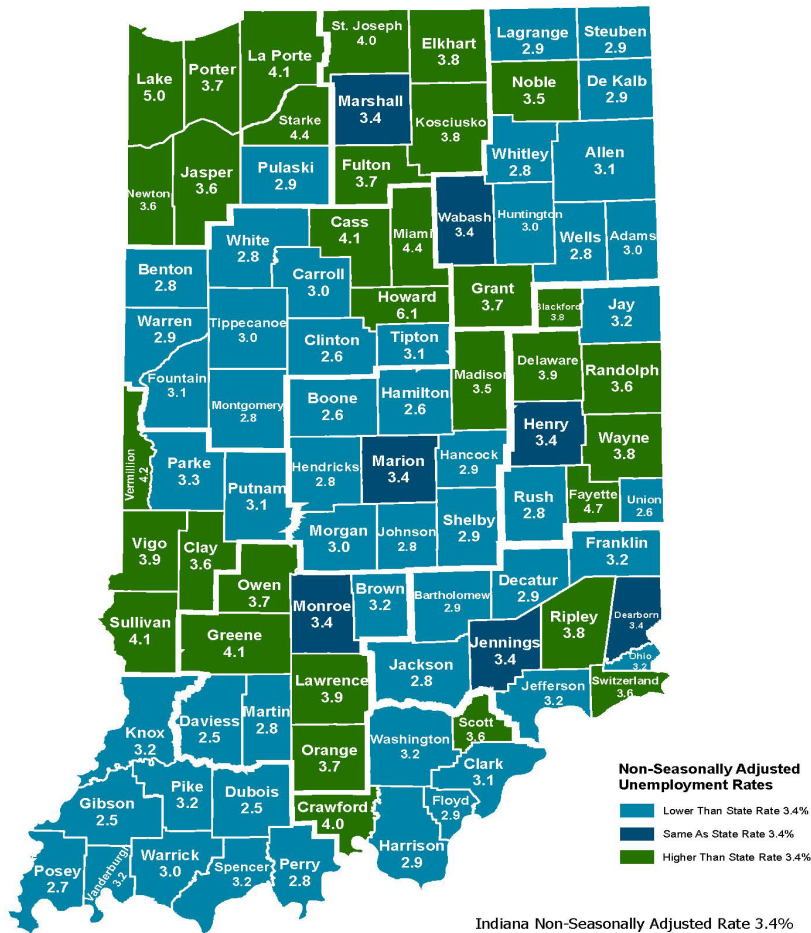 St. Joseph
4.0
Elkhart
3.8
Lagrange
2.9
Steuben
2.9
La Porte
4.1
Porter
3.7
Lake
5.0
Noble
3.5
De Kalb
2.9
Marshall
3.4
Starke
4.4
Kosciusko
3.8
Whitley
2.8
Allen
3.1
Jasper
3.6
Pulaski
2.9
Fulton
3.7
Newton
3.6
Wabash
3.4
Huntington
3.0
Cass
4.1
Miami
4.4
Wells
2.8
Adams
3.0
White
2.8
Benton
2.8
Carroll
3.0
Grant
3.7
Howard
6.1
Blackford
3.8
Jay
3.2
Warren
2.9
Tippecanoe
3.0
Clinton
2.6
Tipton
3.1
Delaware
3.9
Randolph
3.6
Madison
3.5
Fountain
3.1
Montgomery
2.8
Boone
2.6
Hamilton
2.6
Henry
3.4
Wayne
3.8
Vermillion
4.2
Parke
3.3
Putnam
3.1
Hendricks
2.8
Marion
3.4
Hancock
2.9
Rush
2.8
Fayette
4.7
Union
2.6
Vigo
3.9
Clay
3.6
Morgan
3.0
Johnson
2.8
Shelby
2.9
Franklin
3.2
Owen
3.7
Monroe
3.4
Brown
3.2
Bartholomew
2.9
Decatur
2.9
Sullivan
4.1
Greene
4.1
Ripley
3.8
Dearborn
3.4
Jennings
3.4
Ohio
3.2
Jackson
2.8
Lawrence
3.9
Jefferson
3.2
Switzerland
3.6
Knox
3.2
Daviess
2.5
Martin
2.8
Scott
3.6
Washington
3.2
Orange
3.7
Clark
3.1
Pike
3.2
Dubois
2.5
Gibson
2.5
Crawford
4.0
Floyd
2.9
Harrison
2.9
Posey
2.7
Vanderburgh
3.2
Warrick
3.0
Spencer
3.2
Perry
2.8
Non-Seasonally Adjusted
Unemployment Rates
Lower Than State Rate 3.4%
Same As State Rate 3.4%
Higher Than State Rate 3.4%
Indiana Non-Seasonally Adjusted Rate 3.4%